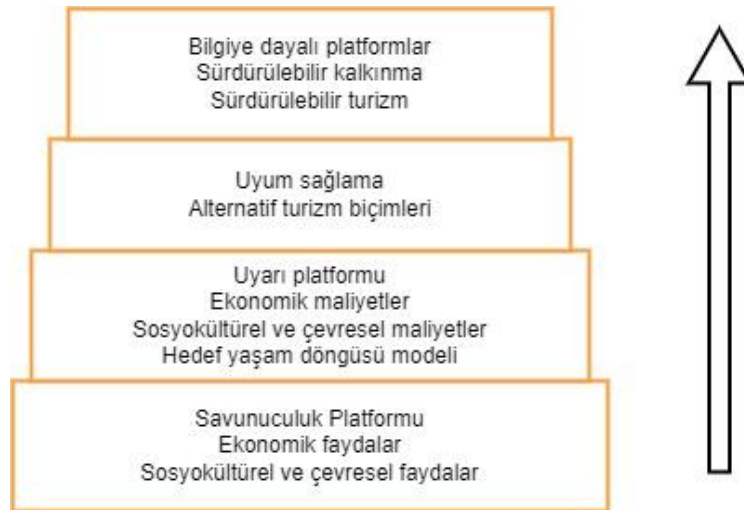 Bilgiye dayalı platformlar
Sürdürülebilir kalkınma
Sürdürülebilir turizm
Uyum sağlama
Alternatif turizm biçimleri
Uyarı platformu
Ekonomik maliyetler
Sosyokültürel ve çevresel maliyetler
Hedef yaşam döngüsü modeli
Savunuculuk Platformu
Ekonomik faydalar
Sosyokültürel ve çevresel faydalar